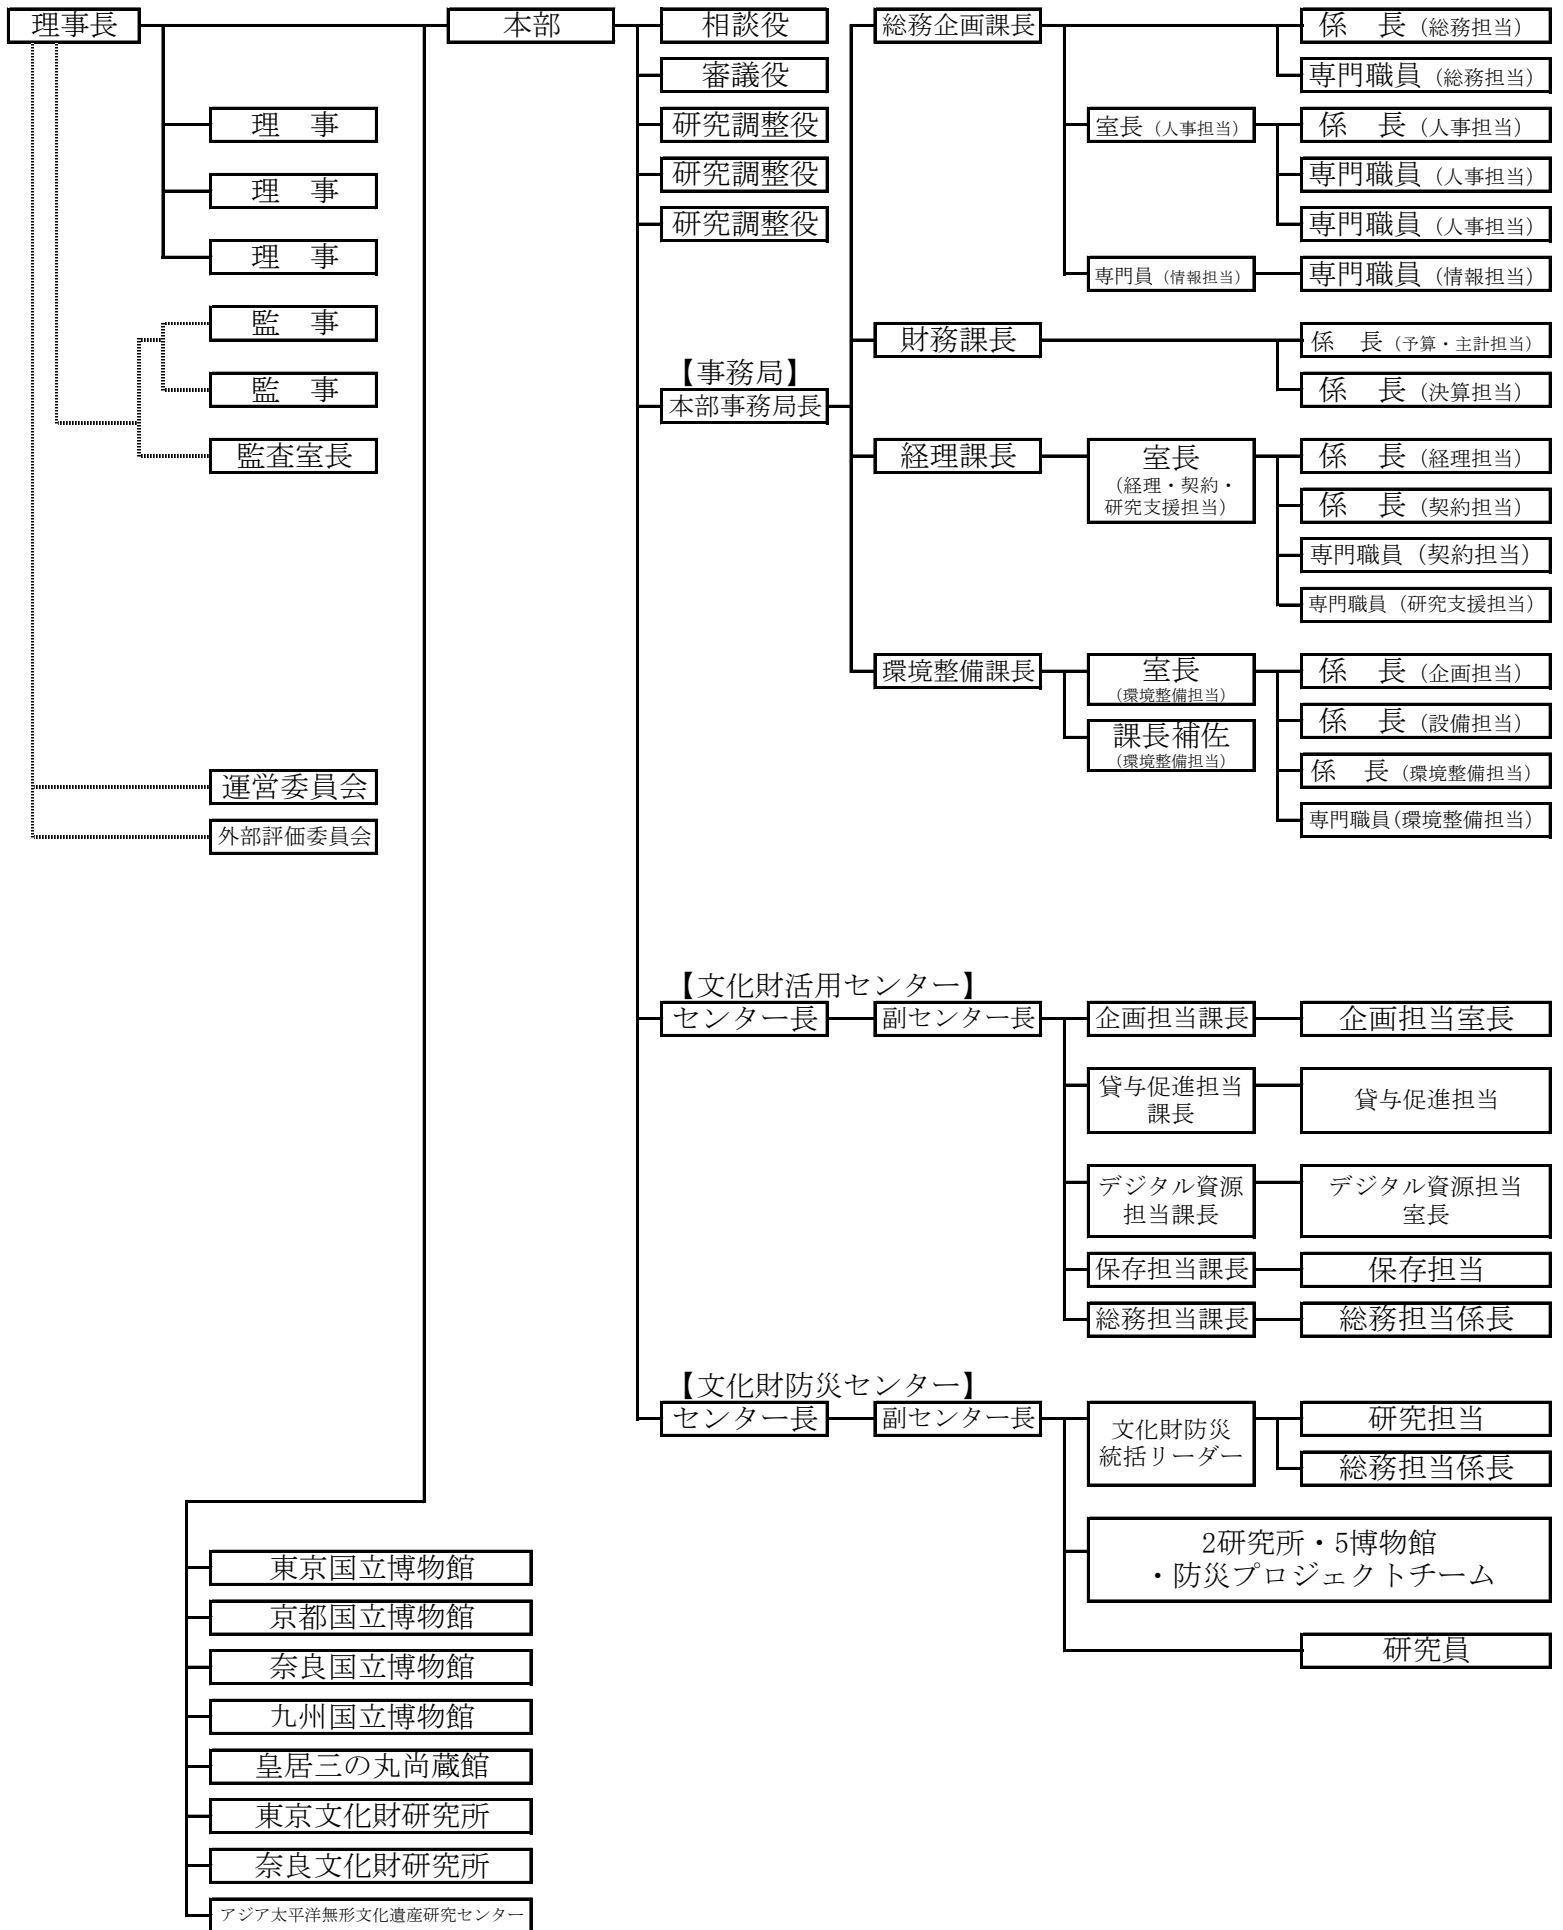 理事長
本部
相談役
総務企画課長
係　長（総務担当）
審議役
専門職員（総務担当）
理　事
研究調整役
室長（人事担当）
係　長（人事担当）
理　事
研究調整役
専門職員（人事担当）
研究調整役
専門職員（人事担当）
理　事
専門員（情報担当）
専門職員（情報担当）
監　事
財務課長
係　長（予算・主計担当）
監　事
【事務局】
本部事務局長
係　長（決算担当）
監査室長
経理課長
室長
（経理・契約・
研究支援担当）
係　長（経理担当）
係　長（契約担当）
専門職員（契約担当）
専門職員（研究支援担当）
環境整備課長
室長
（環境整備担当）
係　長（企画担当）
課長補佐
（環境整備担当）
係　長（設備担当）
運営委員会
係　長（環境整備担当）
外部評価委員会
専門職員（環境整備担当）
【文化財活用センター】
センター長
副センター長
企画担当課長
企画担当室長
貸与促進担当
課長
貸与促進担当
デジタル資源
担当課長
デジタル資源担当
室長
保存担当課長
保存担当
総務担当課長
総務担当係長
【文化財防災センター】
センター長
副センター長
文化財防災
統括リーダー
研究担当
総務担当係長
2研究所・5博物館
・防災プロジェクトチーム
研究員
東京国立博物館
京都国立博物館
奈良国立博物館
九州国立博物館
皇居三の丸尚蔵館
東京文化財研究所
奈良文化財研究所
アジア太平洋無形文化遺産研究センター